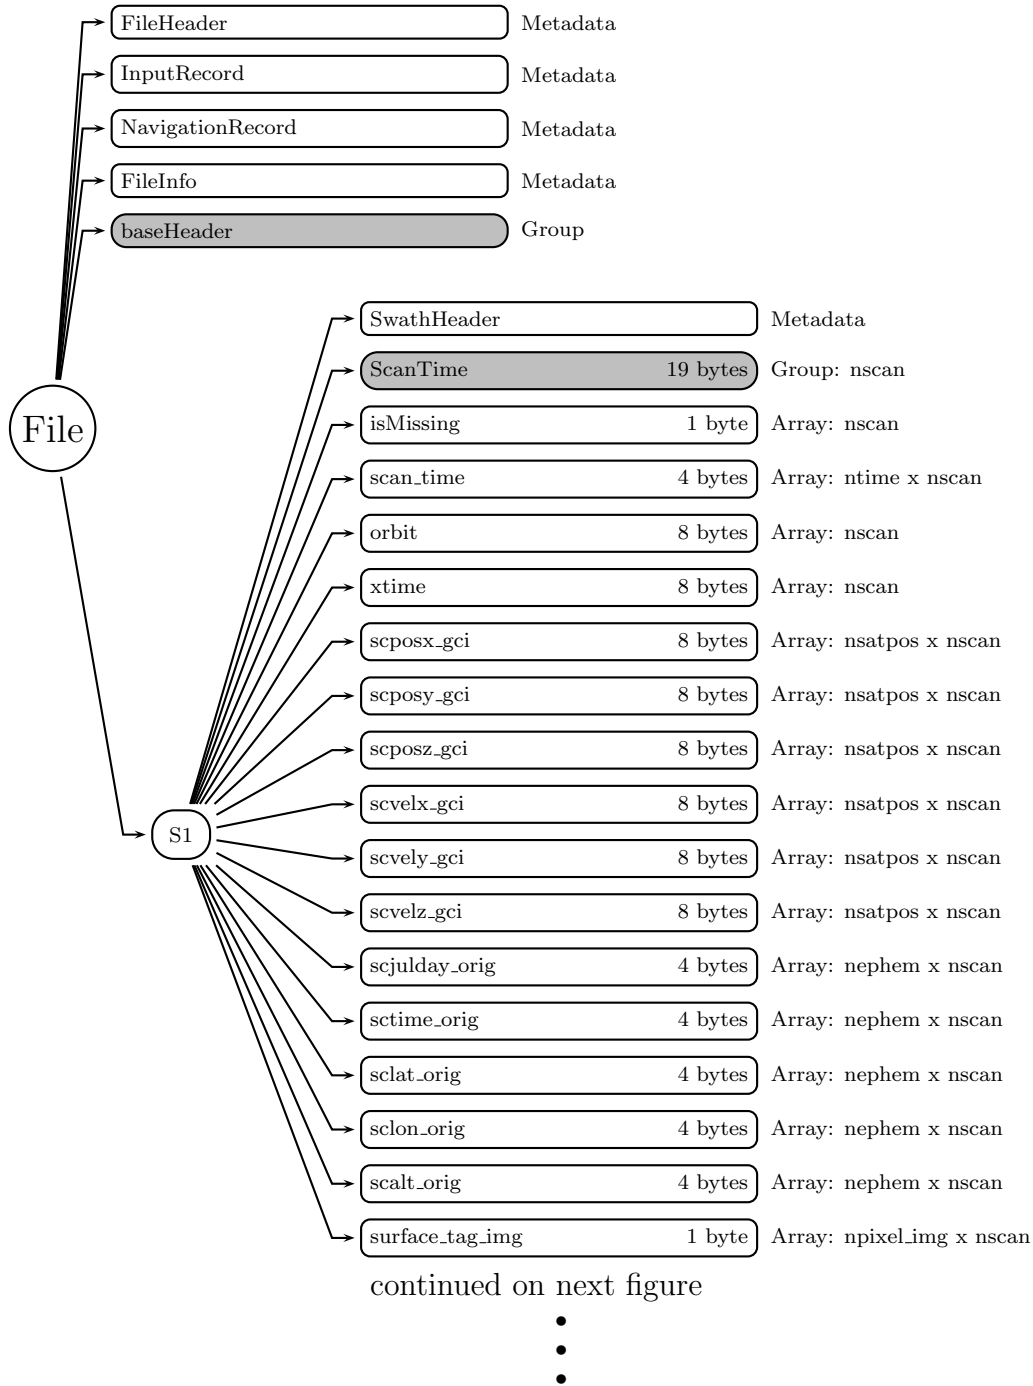 FileHeader Metadata
InputRecord Metadata
NavigationRecord Metadata
FileInfo Metadata
baseHeader Group
SwathHeader Metadata
ScanTime 19 bytes Group: nscan
File
isMissing 1 byte Array: nscan
scan_time 4 bytes Array: ntime x nscan
orbit 8 bytes Array: nscan
xtime 8 bytes Array: nscan
scposx_gci 8 bytes Array: nsatpos x nscan
scposy_gci 8 bytes Array: nsatpos x nscan
scposz_gci 8 bytes Array: nsatpos x nscan
scvelx_gci 8 bytes Array: nsatpos x nscan
S1
scvely_gci 8 bytes Array: nsatpos x nscan
scvelz_gci 8 bytes Array: nsatpos x nscan
scjulday_orig 4 bytes Array: nephem x nscan
sctime_orig 4 bytes Array: nephem x nscan
sclat_orig 4 bytes Array: nephem x nscan
sclon_orig 4 bytes Array: nephem x nscan
scalt_orig 4 bytes Array: nephem x nscan
surface_tag_img 1 byte Array: npixel_img x nscan
continued on next figure